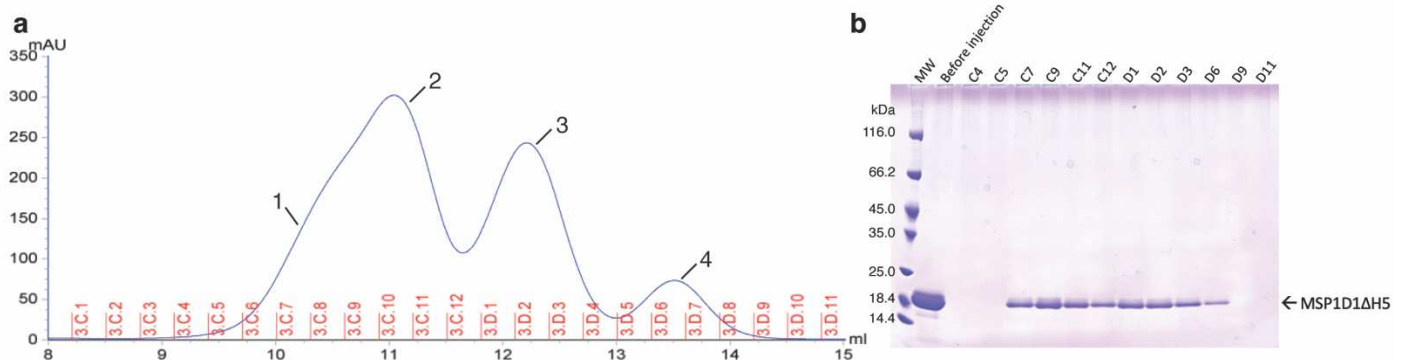 a
mAU
350
300
250
200
150
100
50
0
1
2
3
4
3.C.1 3.C.2 3.C.3 3.C.4 3.C.5 3.C.6 3.C.7 3.C.8 3.C.9 3.C.10 3.C.11 3.C.12 3.D.1 3.D.2 3.D.3 3.D.4 3.D.5 3.D.6 3.D.7 3.D.8 3.D.9 3.D.10 3.D.11
ml
8 9 10 11 12 13 14 15
b
MW Before injection C4 C5 C7 C9 C11 C12 D1 D2 D3 D6 D9 D11
kDa
116.0
66.2
45.0
35.0
25.0
18.4
14.4
← MSP1D1ΔH5